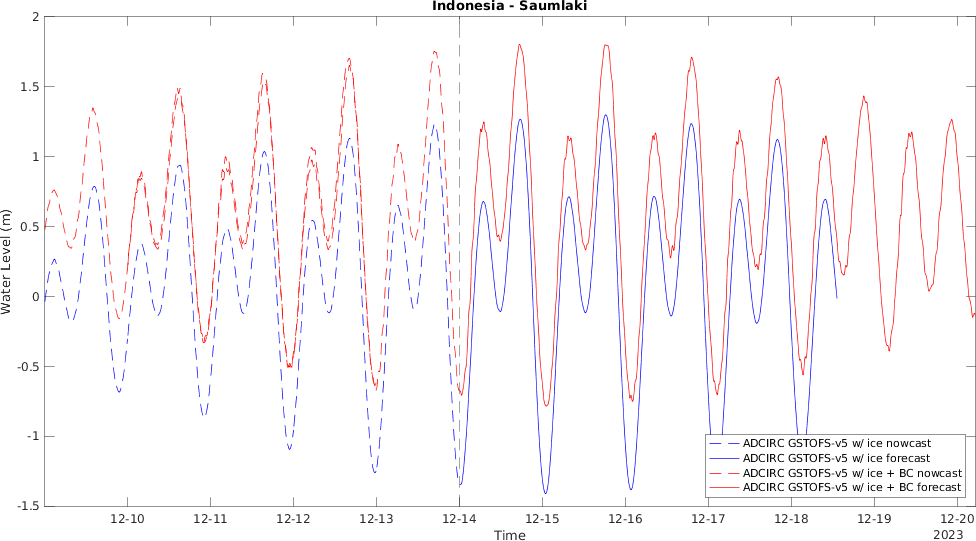 Indonesia - Saumlaki
2
1.5
1
0.5
0
-0.5
-1
-1.5
Water Level (m)
12-10
12-11
12-12
12-13
12-14
12-15
12-16
12-17
12-18
12-19
12-20
2023
Time
ADCIRC GSTOFS-v5 w/ ice nowcast
ADCIRC GSTOFS-v5 w/ ice forecast
ADCIRC GSTOFS-v5 w/ ice + BC nowcast
ADCIRC GSTOFS-v5 w/ ice + BC forecast